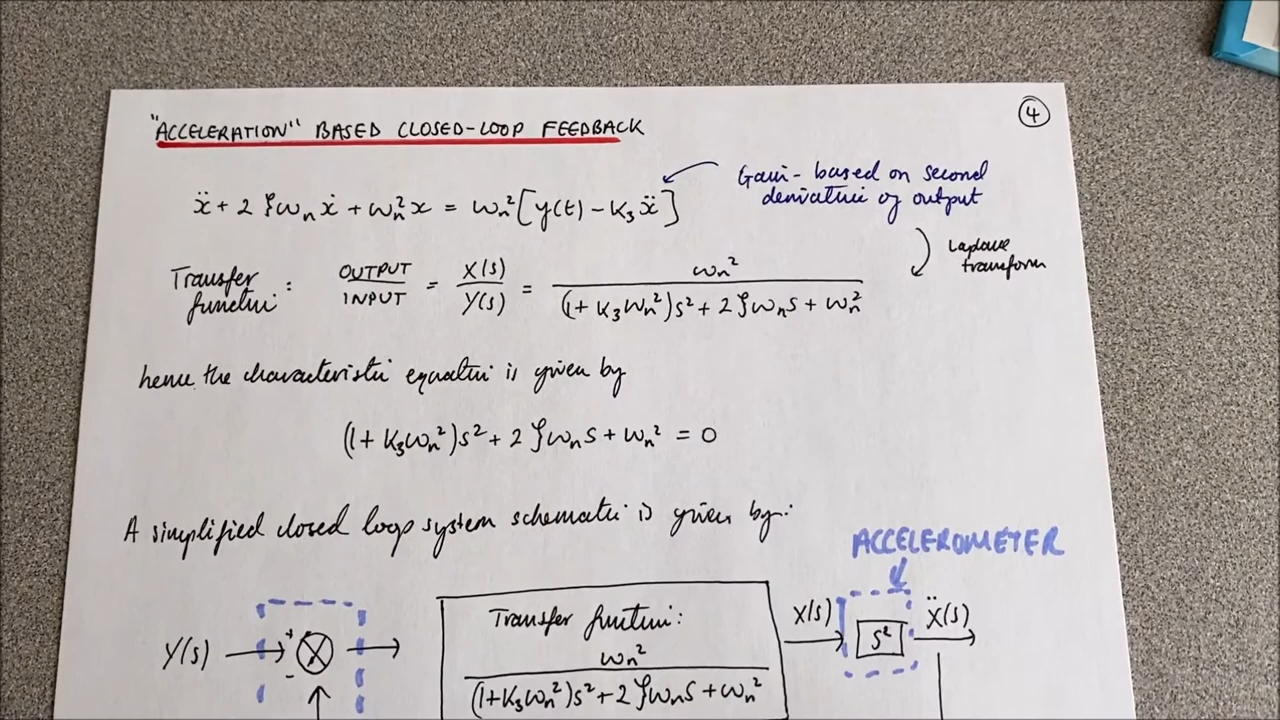 "ACCELERATION" BASED CLOSED-LOOP FEEDBACK
④
ẍ + 2ζωₙẋ + ωₙ²x = ωₙ²[y(t) − K₃ẍ]
Gain - based on second
derivative of output
Laplace
transform
Transfer
function :
OUTPUT/INPUT = X(s)/Y(s) = ωₙ²/((1 + K₃ωₙ²)s² + 2ζωₙs + ωₙ²)
hence the characteristic equation is given by
(1 + K₃ωₙ²)s² + 2ζωₙs + ωₙ² = 0
A simplified closed loop system schematic is given by:
ACCELEROMETER
Y(s)
+
-
Transfer function:
ωₙ²/((1+K₃ωₙ²)s² + 2ζωₙs + ωₙ²)
X(s)
s²
Ẍ(s)